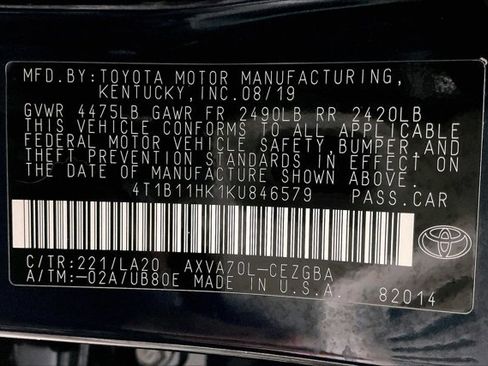 MFD.BY:TOYOTA MOTOR MANUFACTURING,
KENTUCKY,INC.08/19
GVWR 4475LB GAWR FR 2490LB RR 2420LB
THIS VEHICLE CONFORMS TO ALL APPLICABLE
FEDERAL MOTOR VEHICLE SAFETY,BUMPER,AND
THEFT PREVENTION STANDARDS IN EFFECT ON
THE DATE OF MANUFACTURE SHOWN ABOVE.
4T1B11HK1KU846579 PASS.CAR
C/TR:221/LA20 AXVA70L-CEZGBA
A/TM:-02A/UB80E MADE IN U.S.A.
82014